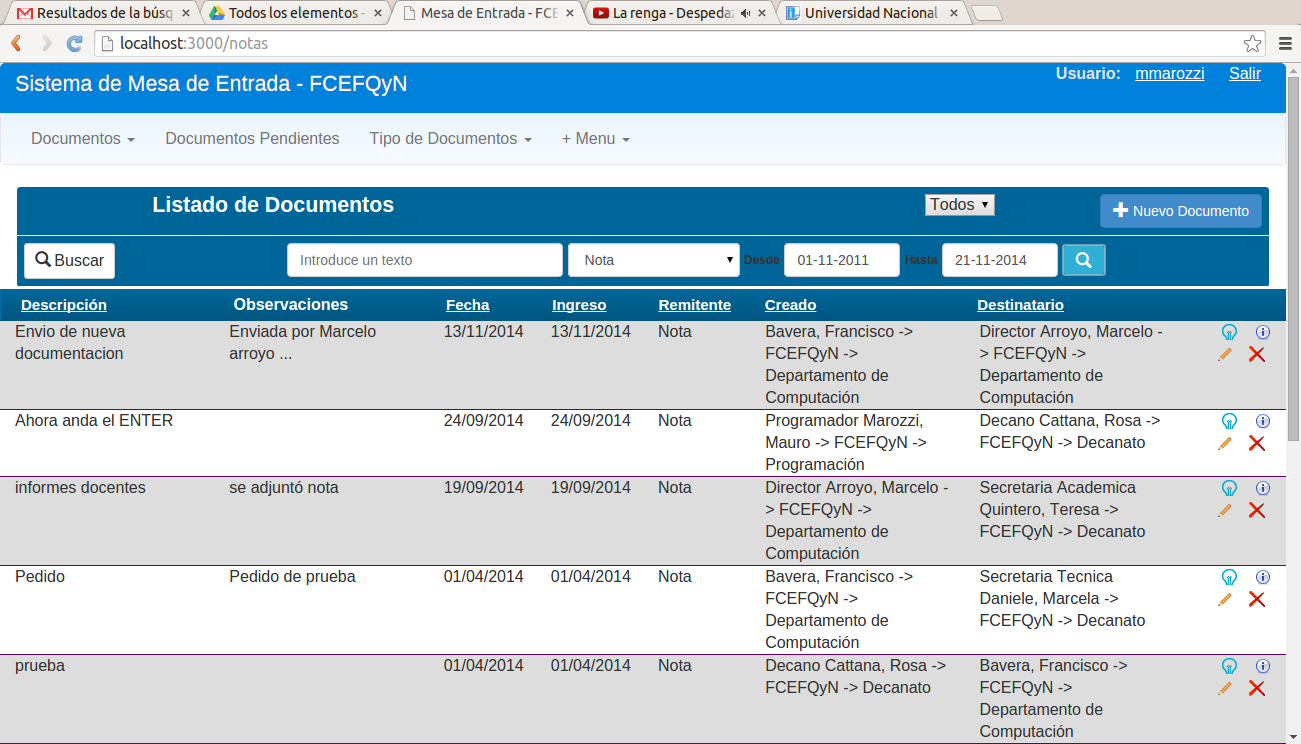 Resultados de la búsq
Todos los elementos -
Mesa de Entrada - FCE
La renga - Despedaz
Universidad Nacional
localhost:3000/notas
Sistema de Mesa de Entrada - FCEFQyN
Usuario: mmarozzi Salir
Documentos Documentos Pendientes Tipo de Documentos + Menu
Listado de Documentos Todos Nuevo Documento
Buscar Introduce un texto Nota Desde 01-11-2011 Hasta 21-11-2014
Descripción Observaciones Fecha Ingreso Remitente Creado Destinatario
Envio de nueva
documentacion
Enviada por Marcelo
arroyo ...
13/11/2014
13/11/2014
Nota
Bavera, Francisco ->
FCEFQyN ->
Departamento de
Computación
Director Arroyo, Marcelo -
> FCEFQyN ->
Departamento de
Computación
Ahora anda el ENTER
24/09/2014
24/09/2014
Nota
Programador Marozzi,
Mauro -> FCEFQyN ->
Programación
Decano Cattana, Rosa ->
FCEFQyN -> Decanato
informes docentes
se adjuntó nota
19/09/2014
19/09/2014
Nota
Director Arroyo, Marcelo -
> FCEFQyN ->
Departamento de
Computación
Secretaria Academica
Quintero, Teresa ->
FCEFQyN -> Decanato
Pedido
Pedido de prueba
01/04/2014
01/04/2014
Nota
Bavera, Francisco ->
FCEFQyN ->
Departamento de
Computación
Secretaria Tecnica
Daniele, Marcela ->
FCEFQyN -> Decanato
prueba
01/04/2014
01/04/2014
Nota
Decano Cattana, Rosa ->
FCEFQyN -> Decanato
Bavera, Francisco ->
FCEFQyN ->
Departamento de
Computación